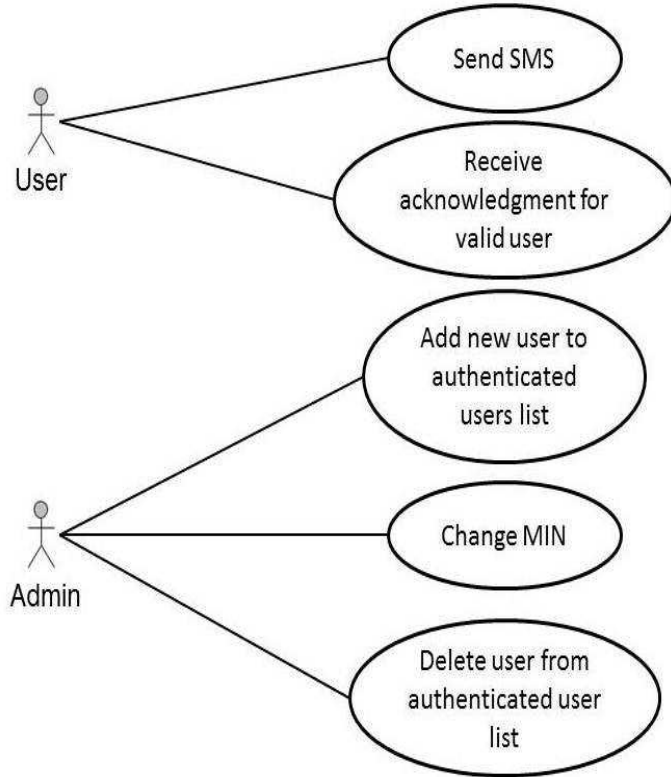 Send SMS
User
Receive
acknowledgment for
valid user
Add new user to
authenticated
users list
Admin
Change MIN
Delete user from
authenticated user
list